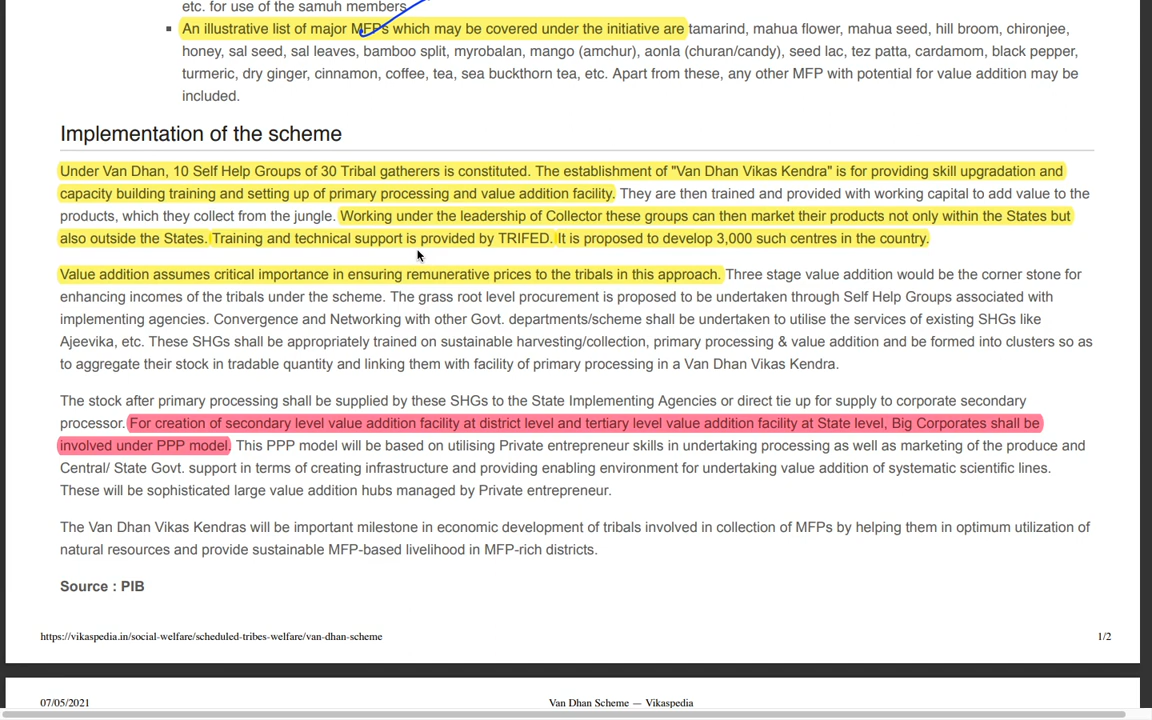 etc. for use of the samuh members.
▪ An illustrative list of major MFPs which may be covered under the initiative are tamarind, mahua flower, mahua seed, hill broom, chironjee,
honey, sal seed, sal leaves, bamboo split, myrobalan, mango (amchur), aonla (churan/candy), seed lac, tez patta, cardamom, black pepper,
turmeric, dry ginger, cinnamon, coffee, tea, sea buckthorn tea, etc. Apart from these, any other MFP with potential for value addition may be
included.
Implementation of the scheme
Under Van Dhan, 10 Self Help Groups of 30 Tribal gatherers is constituted. The establishment of "Van Dhan Vikas Kendra" is for providing skill upgradation and
capacity building training and setting up of primary processing and value addition facility. They are then trained and provided with working capital to add value to the
products, which they collect from the jungle. Working under the leadership of Collector these groups can then market their products not only within the States but
also outside the States. Training and technical support is provided by TRIFED. It is proposed to develop 3,000 such centres in the country.
Value addition assumes critical importance in ensuring remunerative prices to the tribals in this approach. Three stage value addition would be the corner stone for
enhancing incomes of the tribals under the scheme. The grass root level procurement is proposed to be undertaken through Self Help Groups associated with
implementing agencies. Convergence and Networking with other Govt. departments/scheme shall be undertaken to utilise the services of existing SHGs like
Ajeevika, etc. These SHGs shall be appropriately trained on sustainable harvesting/collection, primary processing & value addition and be formed into clusters so as
to aggregate their stock in tradable quantity and linking them with facility of primary processing in a Van Dhan Vikas Kendra.
The stock after primary processing shall be supplied by these SHGs to the State Implementing Agencies or direct tie up for supply to corporate secondary
processor. For creation of secondary level value addition facility at district level and tertiary level value addition facility at State level, Big Corporates shall be
involved under PPP model. This PPP model will be based on utilising Private entrepreneur skills in undertaking processing as well as marketing of the produce and
Central/ State Govt. support in terms of creating infrastructure and providing enabling environment for undertaking value addition of systematic scientific lines.
These will be sophisticated large value addition hubs managed by Private entrepreneur.
The Van Dhan Vikas Kendras will be important milestone in economic development of tribals involved in collection of MFPs by helping them in optimum utilization of
natural resources and provide sustainable MFP-based livelihood in MFP-rich districts.
Source : PIB
https://vikaspedia.in/social-welfare/scheduled-tribes-welfare/van-dhan-scheme 1/2
07/05/2021 Van Dhan Scheme — Vikaspedia